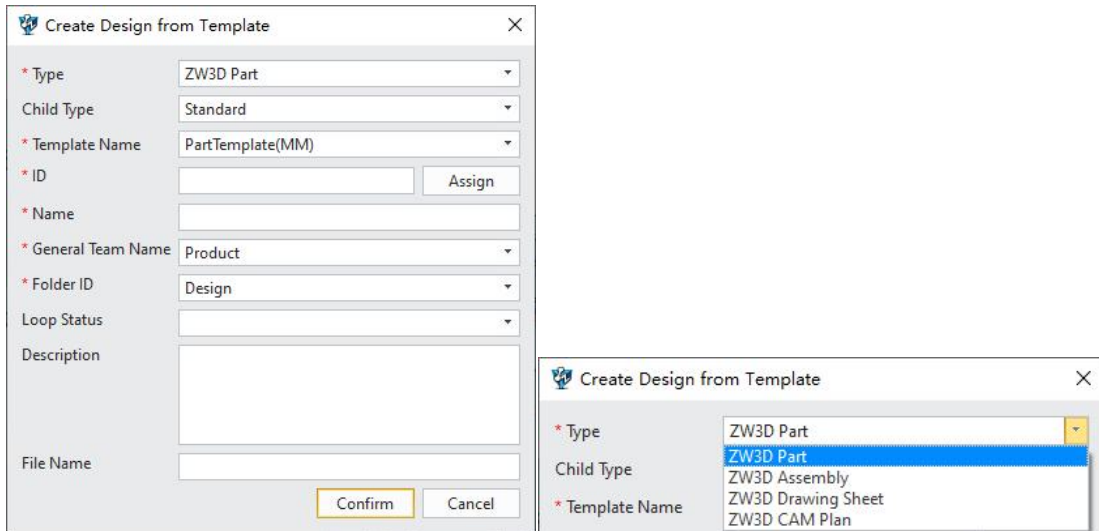 Create Design from Template
* Type ZW3D Part
Child Type Standard
* Template Name PartTemplate(MM)
* ID Assign
* Name
* General Team Name Product
* Folder ID Design
Loop Status
Description
File Name
Confirm Cancel
Create Design from Template
* Type ZW3D Part
ZW3D Part
Child Type
ZW3D Assembly
ZW3D Drawing Sheet
* Template Name
ZW3D CAM Plan